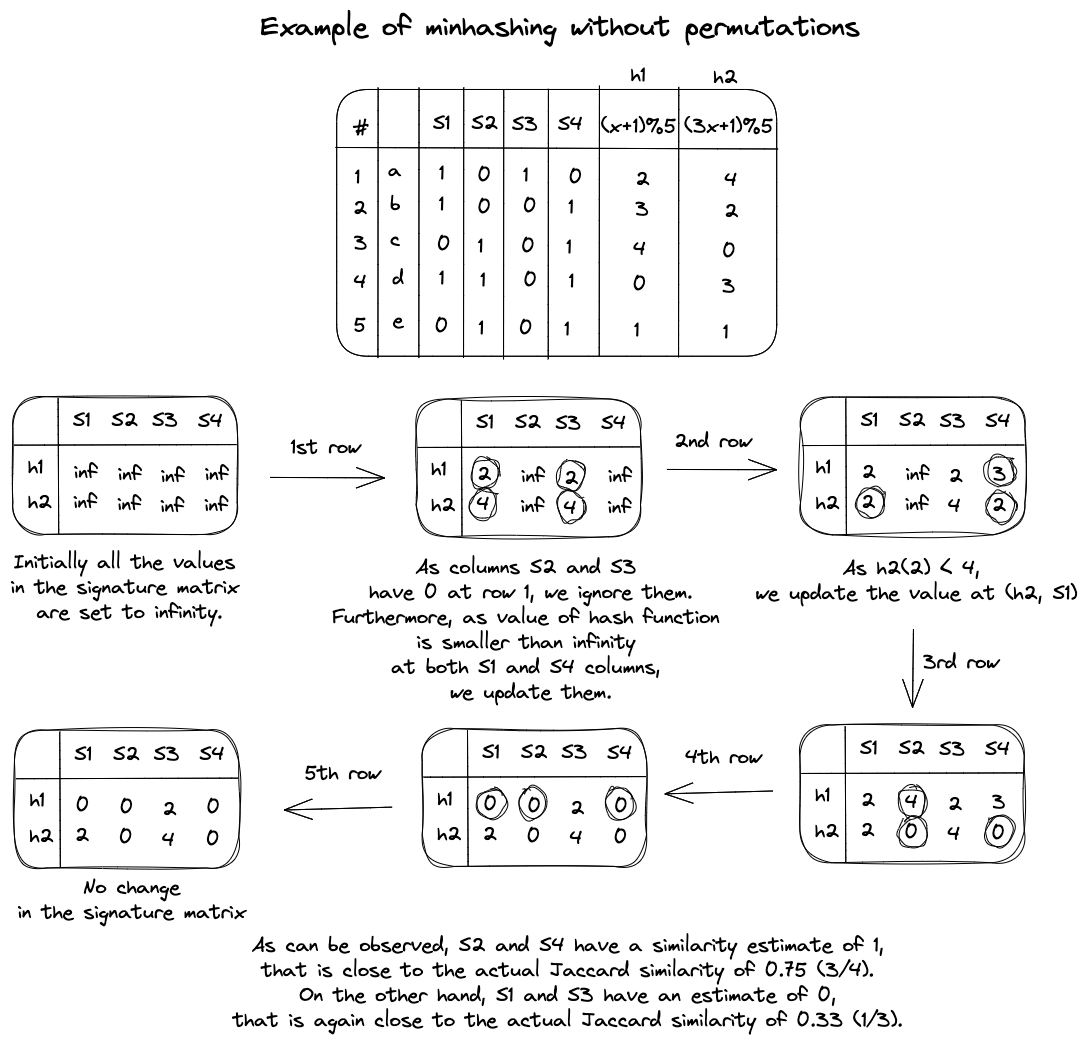 Example of minhashing without permutations
h1 h2
# S1 S2 S3 S4 (x+1)%5 (3x+1)%5
1 a 1 0 1 0 2 4
2 b 1 0 0 1 3 2
3 c 0 1 0 1 4 0
4 d 1 1 0 1 0 3
5 e 0 1 0 1 1 1
S1 S2 S3 S4
h1 inf inf inf inf
h2 inf inf inf inf
Initially all the values
in the signature matrix
are set to infinity.
1st row
S1 S2 S3 S4
h1 2 inf 2 inf
h2 4 inf 4 inf
As columns S2 and S3
have 0 at row 1, we ignore them.
Furthermore, as value of hash function
is smaller than infinity
at both S1 and S4 columns,
we update them.
2nd row
S1 S2 S3 S4
h1 2 inf 2 3
h2 2 inf 4 2
As h2(2) < 4,
we update the value at (h2, S1)
3rd row
S1 S2 S3 S4
h1 2 4 2 3
h2 2 0 4 0
4th row
S1 S2 S3 S4
h1 0 0 2 0
h2 2 0 4 0
5th row
S1 S2 S3 S4
h1 0 0 2 0
h2 2 0 4 0
No change
in the signature matrix
As can be observed, S2 and S4 have a similarity estimate of 1,
that is close to the actual Jaccard similarity of 0.75 (3/4).
On the other hand, S1 and S3 have an estimate of 0,
that is again close to the actual Jaccard similarity of 0.33 (1/3).